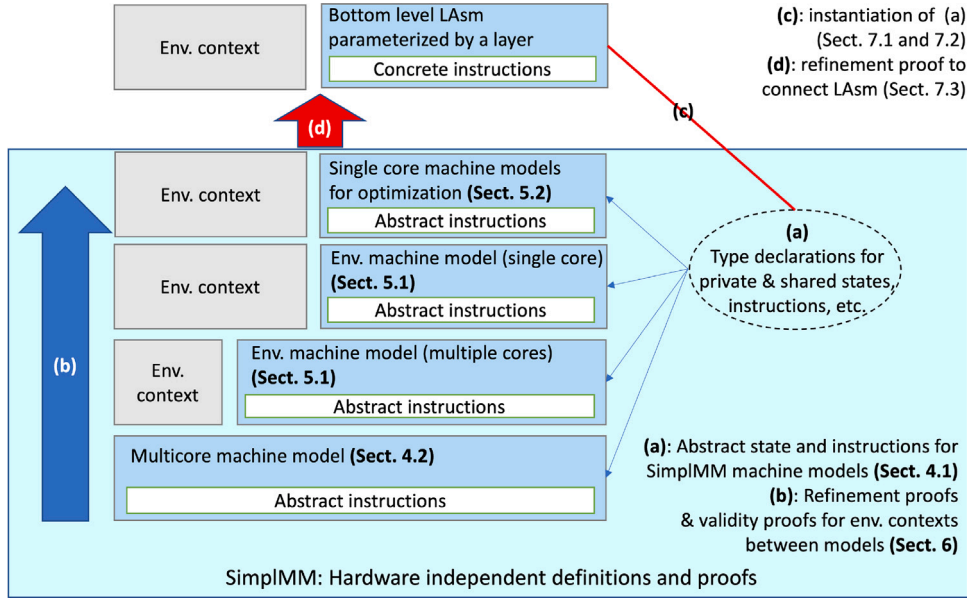 Env. context
Bottom level LAsm
parameterized by a layer
Concrete instructions
(c): instantiation of (a)
(Sect. 7.1 and 7.2)
(d): refinement proof to
connect LAsm (Sect. 7.3)
(c)
(d)
Env. context
Single core machine models
for optimization (Sect. 5.2)
Abstract instructions
(a)
Type declarations for
private & shared states,
instructions, etc.
Env. context
Env. machine model (single core)
(Sect. 5.1)
Abstract instructions
(b)
Env.
context
Env. machine model (multiple cores)
(Sect. 5.1)
Abstract instructions
Multicore machine model (Sect. 4.2)
Abstract instructions
(a): Abstract state and instructions for
SimplMM machine models (Sect. 4.1)
(b): Refinement proofs
& validity proofs for env. contexts
between models (Sect. 6)
SimplMM: Hardware independent definitions and proofs